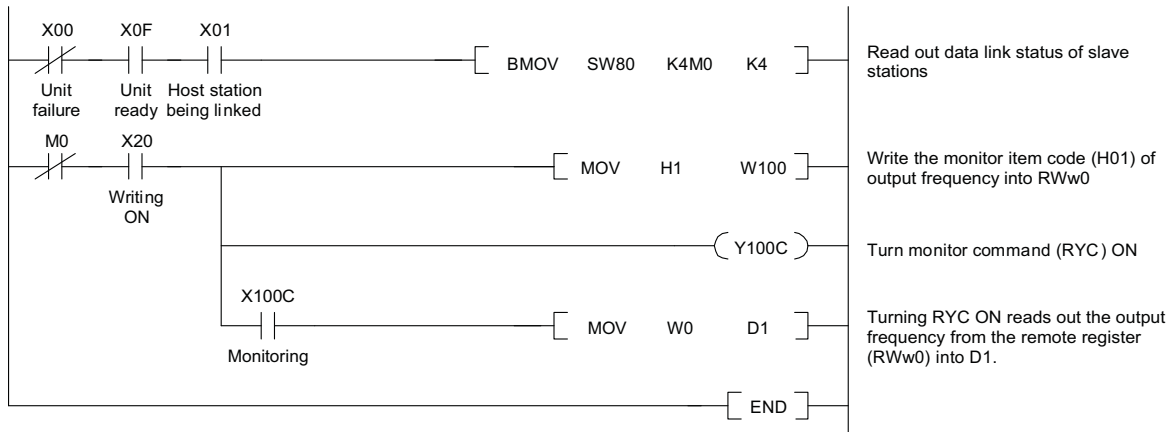 X00 X0F X01
BMOV SW80 K4M0 K4
Read out data link status of slave
stations
Unit Unit Host station
failure ready being linked
M0 X20
MOV H1 W100
Write the monitor item code (H01) of
output frequency into RWw0
Writing
ON
Y100C
Turn monitor command (RYC) ON
X100C
MOV W0 D1
Turning RYC ON reads out the output
frequency from the remote register
(RWw0) into D1.
Monitoring
END